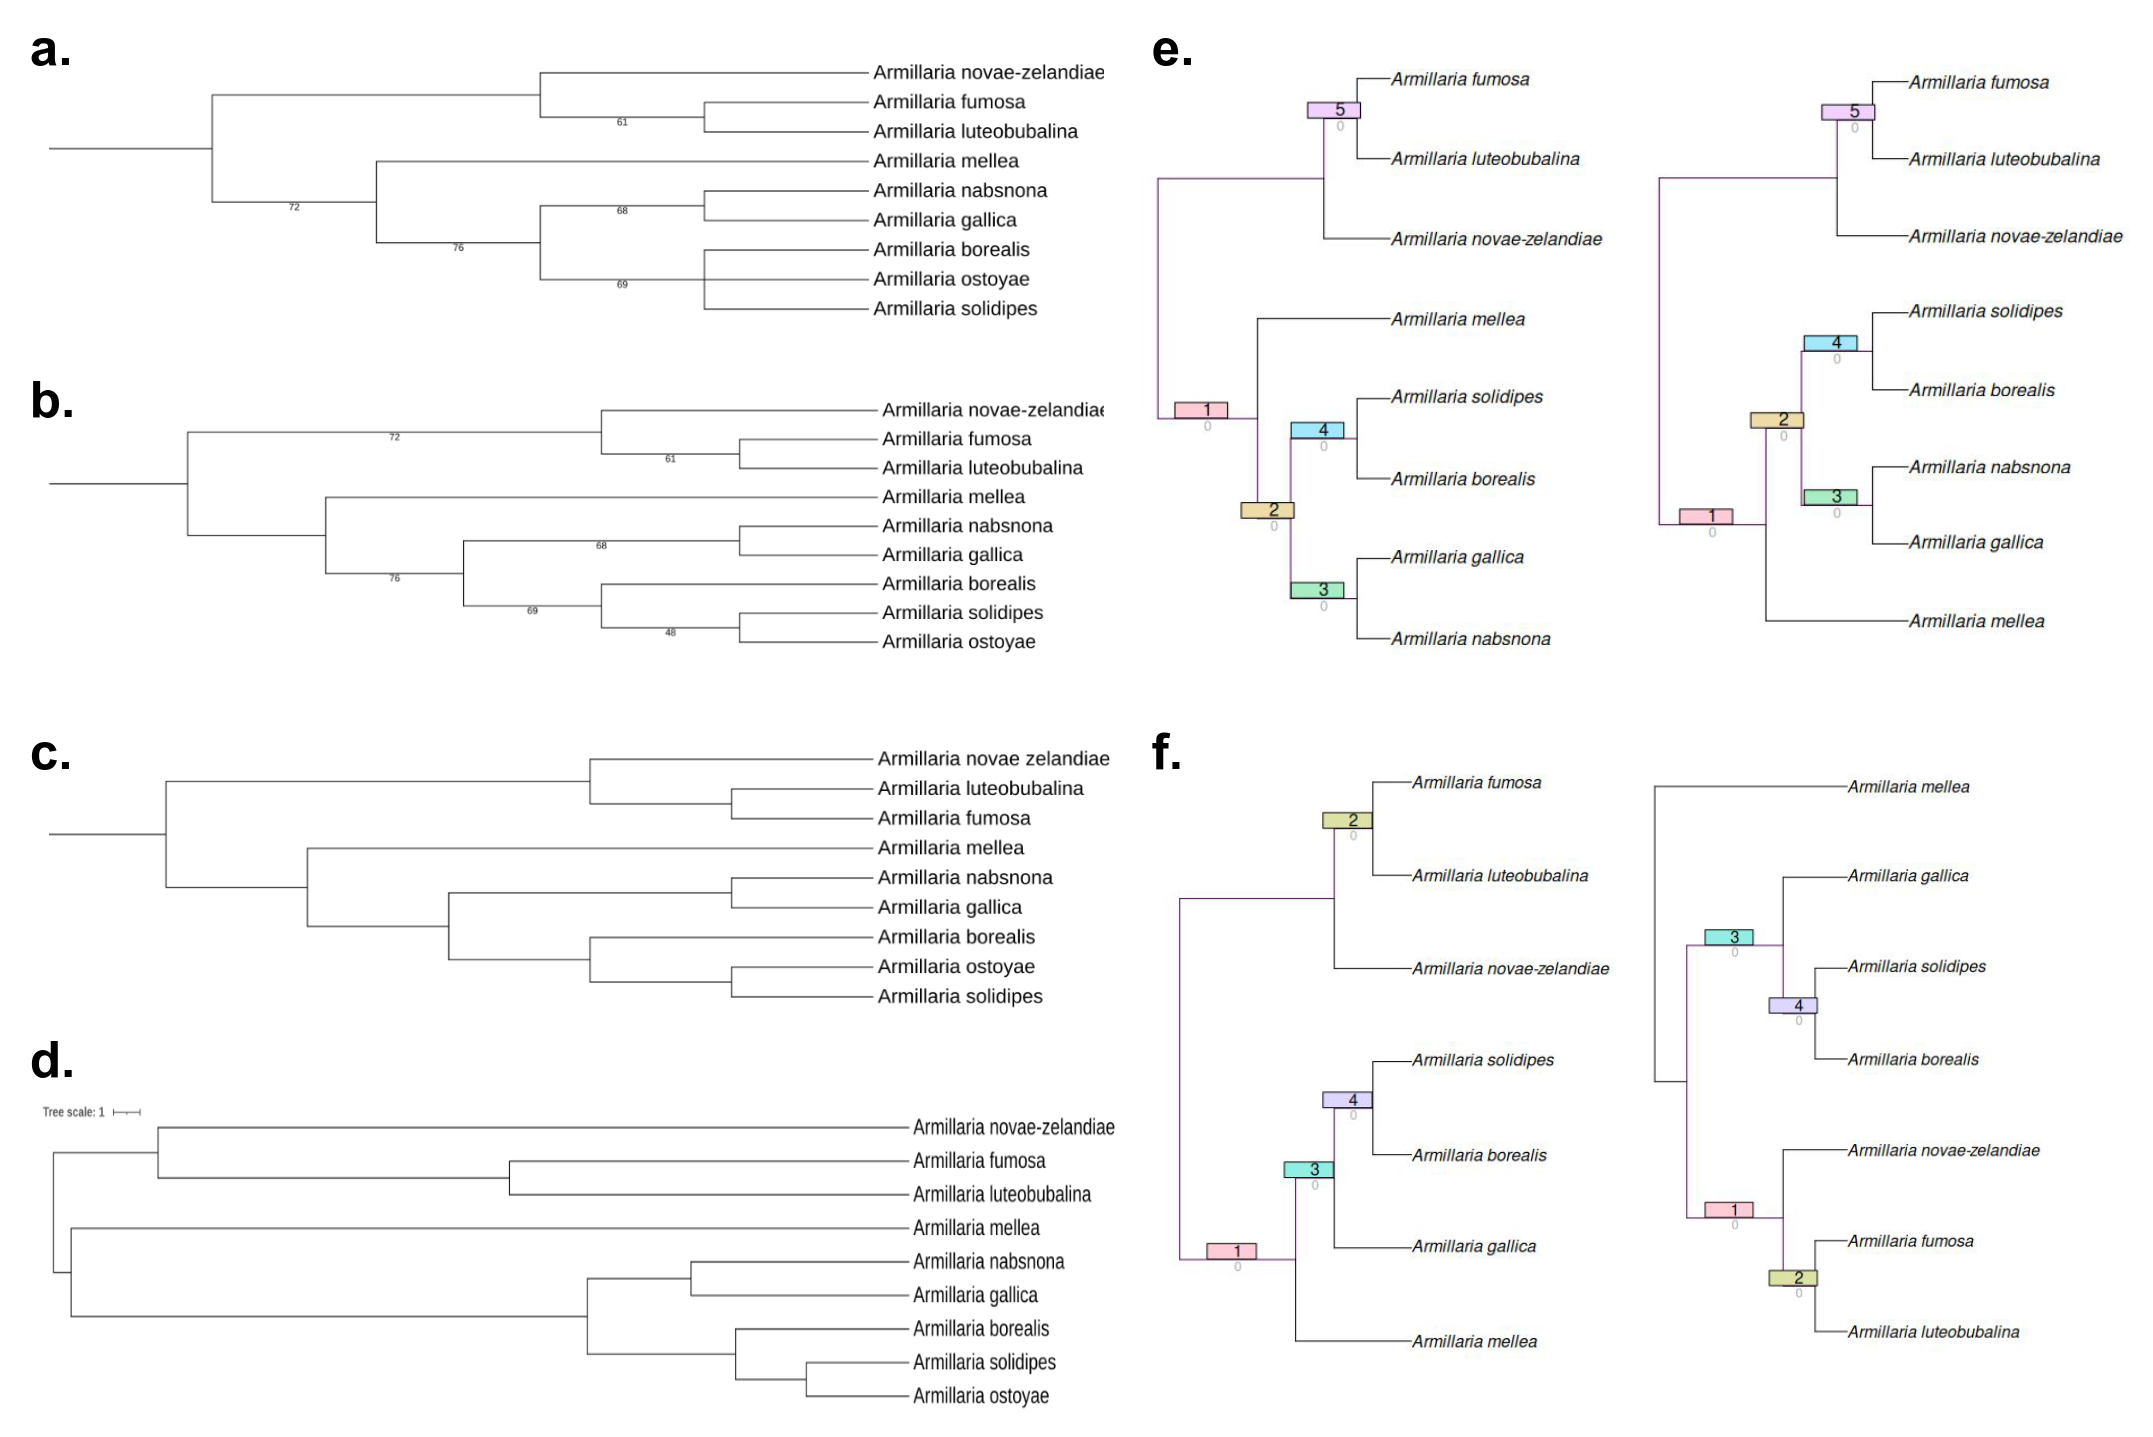 a.
Armillaria novae-zelandiae
Armillaria fumosa
61
Armillaria luteobubalina
Armillaria mellea
Armillaria nabsnona
72
68
Armillaria gallica
76
Armillaria borealis
Armillaria ostoyae
69
Armillaria solidipes
b.
Armillaria novae-zelandiae
72
Armillaria fumosa
61
Armillaria luteobubalina
Armillaria mellea
Armillaria nabsnona
68
Armillaria gallica
76
Armillaria borealis
69
Armillaria solidipes
48
Armillaria ostoyae
c.
Armillaria novae zelandiae
Armillaria luteobubalina
Armillaria fumosa
Armillaria mellea
Armillaria nabsnona
Armillaria gallica
Armillaria borealis
Armillaria ostoyae
Armillaria solidipes
d.
Tree scale: 1
Armillaria novae-zelandiae
Armillaria fumosa
Armillaria luteobubalina
Armillaria mellea
Armillaria nabsnona
Armillaria gallica
Armillaria borealis
Armillaria solidipes
Armillaria ostoyae
e.
Armillaria fumosa
5
0
Armillaria luteobubalina
Armillaria novae-zelandiae
Armillaria mellea
Armillaria solidipes
1
0
4
0
Armillaria borealis
2
0
Armillaria gallica
3
0
Armillaria nabsnona
Armillaria fumosa
5
0
Armillaria luteobubalina
Armillaria novae-zelandiae
Armillaria solidipes
4
0
Armillaria borealis
2
0
Armillaria nabsnona
3
0
1
0
Armillaria gallica
Armillaria mellea
f.
Armillaria fumosa
2
0
Armillaria luteobubalina
Armillaria novae-zelandiae
Armillaria solidipes
4
0
Armillaria borealis
3
0
Armillaria gallica
1
0
Armillaria mellea
Armillaria mellea
Armillaria gallica
3
0
Armillaria solidipes
4
0
Armillaria borealis
Armillaria novae-zelandiae
1
0
Armillaria fumosa
2
0
Armillaria luteobubalina